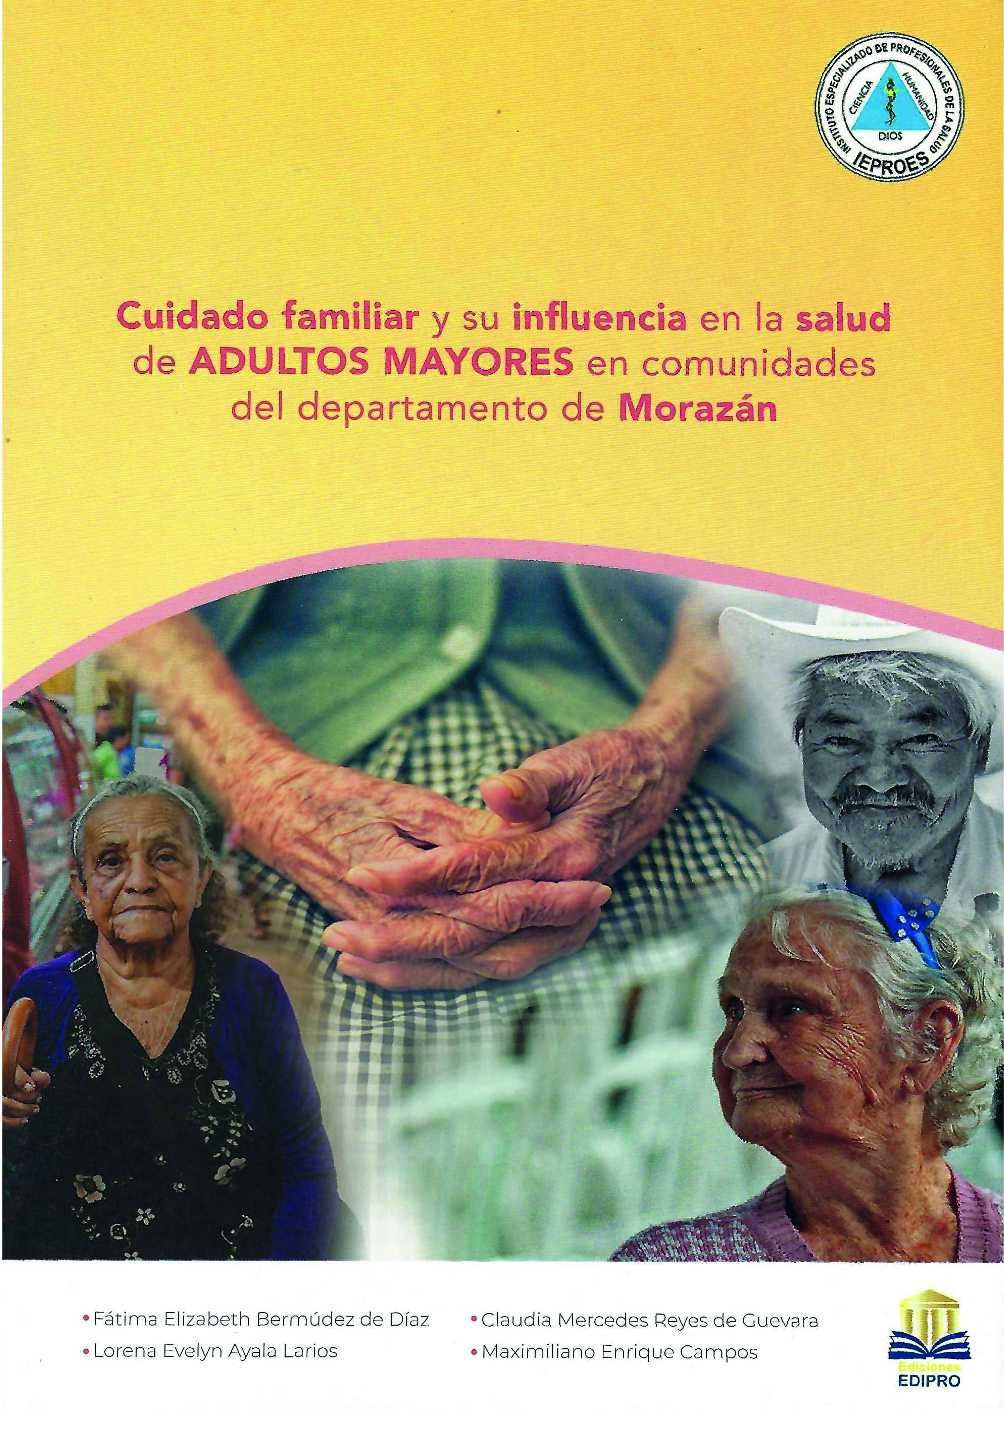 INSTITUTO ESPECIALIZADO DE PROFESIONALES DE LA SALUD
CIENCIA
HUMANIDAD
DIOS
IEPROES
Cuidado familiar y su influencia en la salud
de ADULTOS MAYORES en comunidades
del departamento de Morazán
• Fátima Elizabeth Bermúdez de Díaz
• Lorena Evelyn Ayala Larios
• Claudia Mercedes Reyes de Guevara
• Maximiliano Enrique Campos
Ediciones
EDIPRO